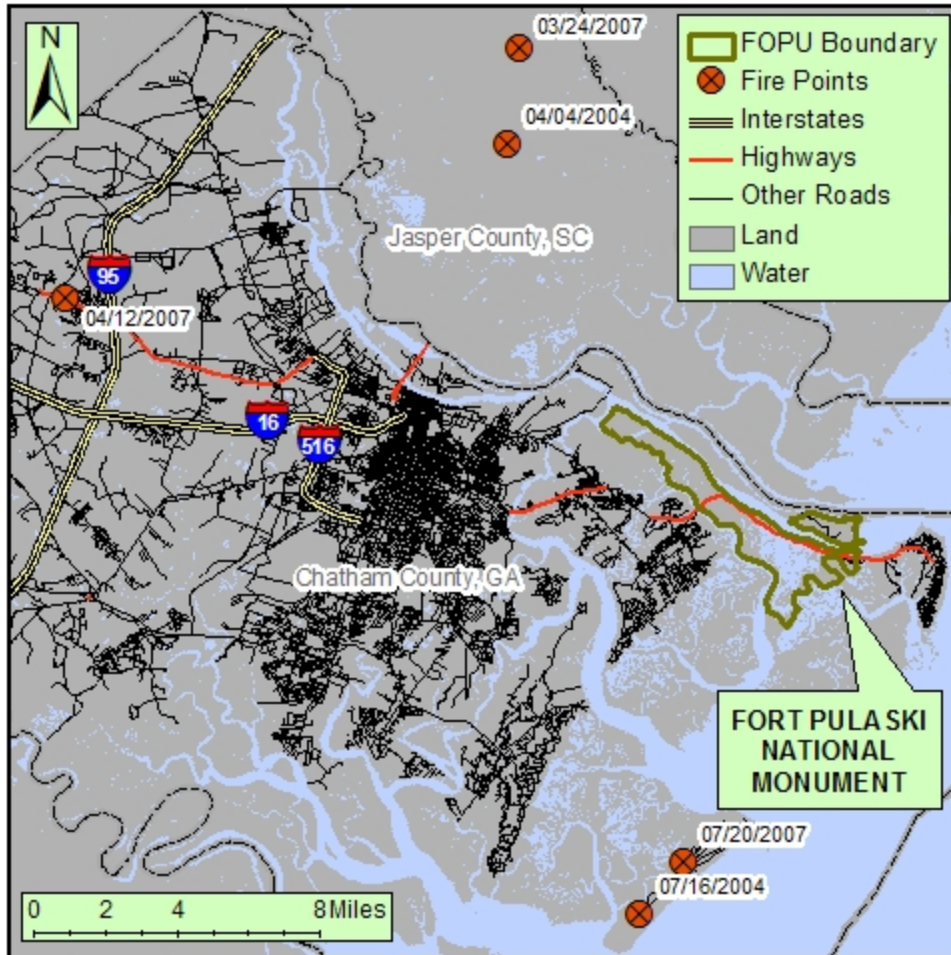 N
03/24/2007
04/04/2004
FOPU Boundary
Fire Points
Interstates
Highways
Other Roads
Land
Water
Jasper County, SC
95
04/12/2007
16
516
Chatham County, GA
FORT PULASKI
NATIONAL
MONUMENT
07/20/2007
07/16/2004
0 2 4 8 Miles